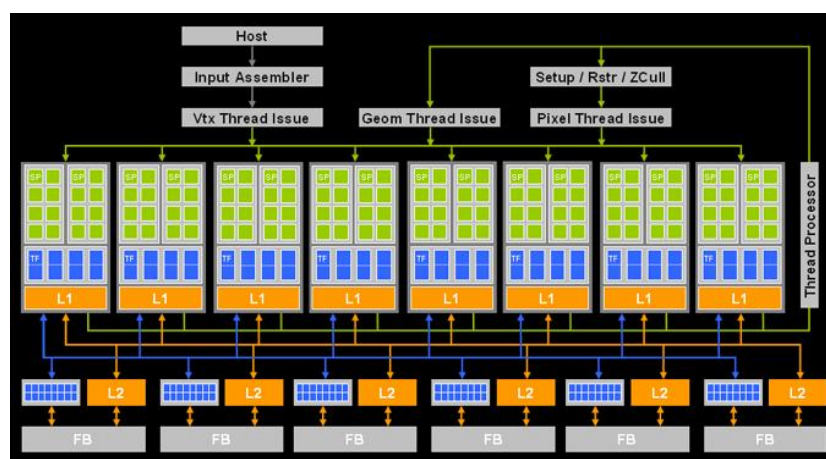 Host
Input Assembler
Setup / Rstr / ZCull
Vtx Thread Issue
Geom Thread Issue
Pixel Thread Issue
SP SP SP SP SP SP SP SP SP SP SP SP SP SP SP SP
TF TF TF TF TF TF TF TF
L1 L1 L1 L1 L1 L1 L1 L1
Thread Processor
L2 L2 L2 L2 L2 L2
FB FB FB FB FB FB